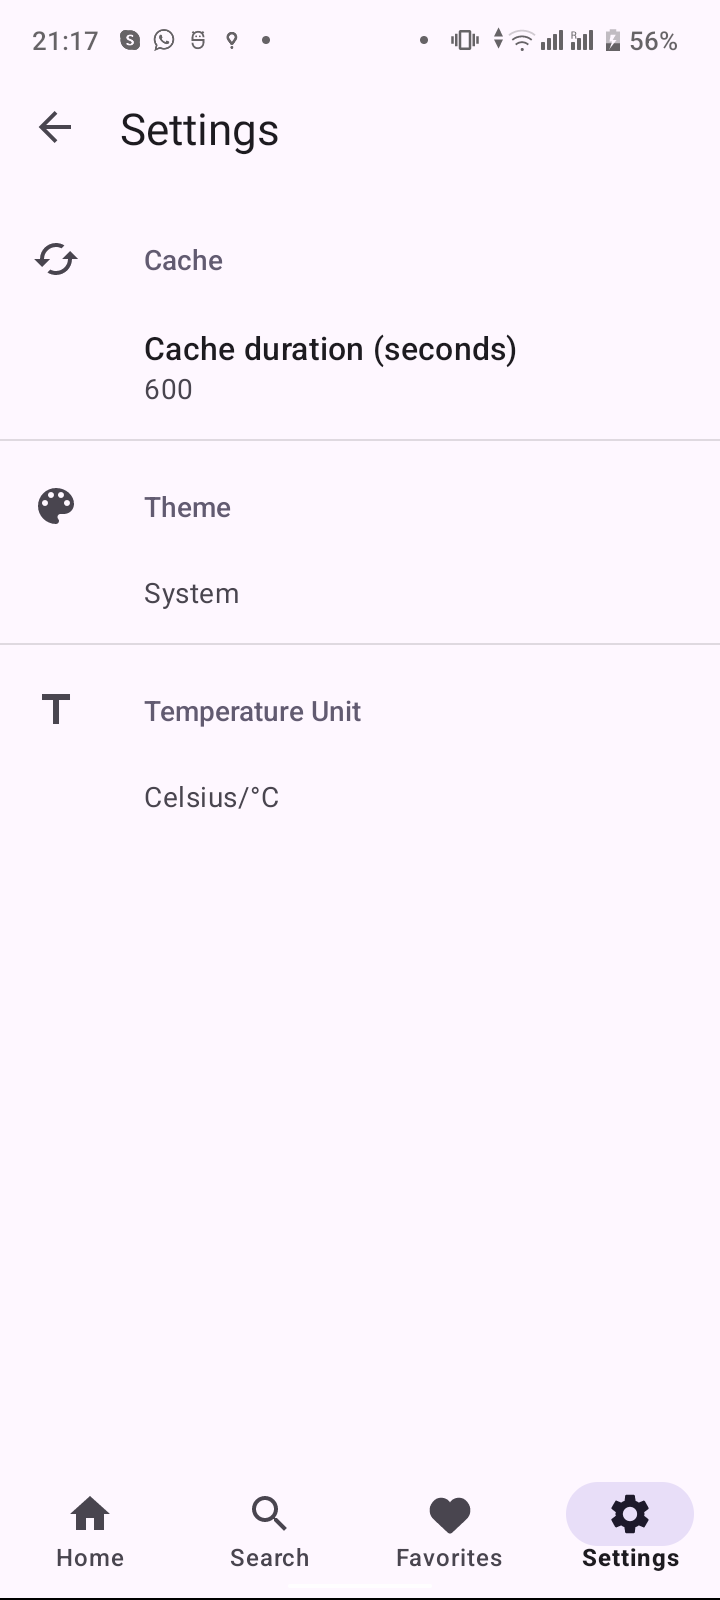 21:17
56%
Settings
Cache
Cache duration (seconds)
600
Theme
System
Temperature Unit
Celsius/°C
Home
Search
Favorites
Settings